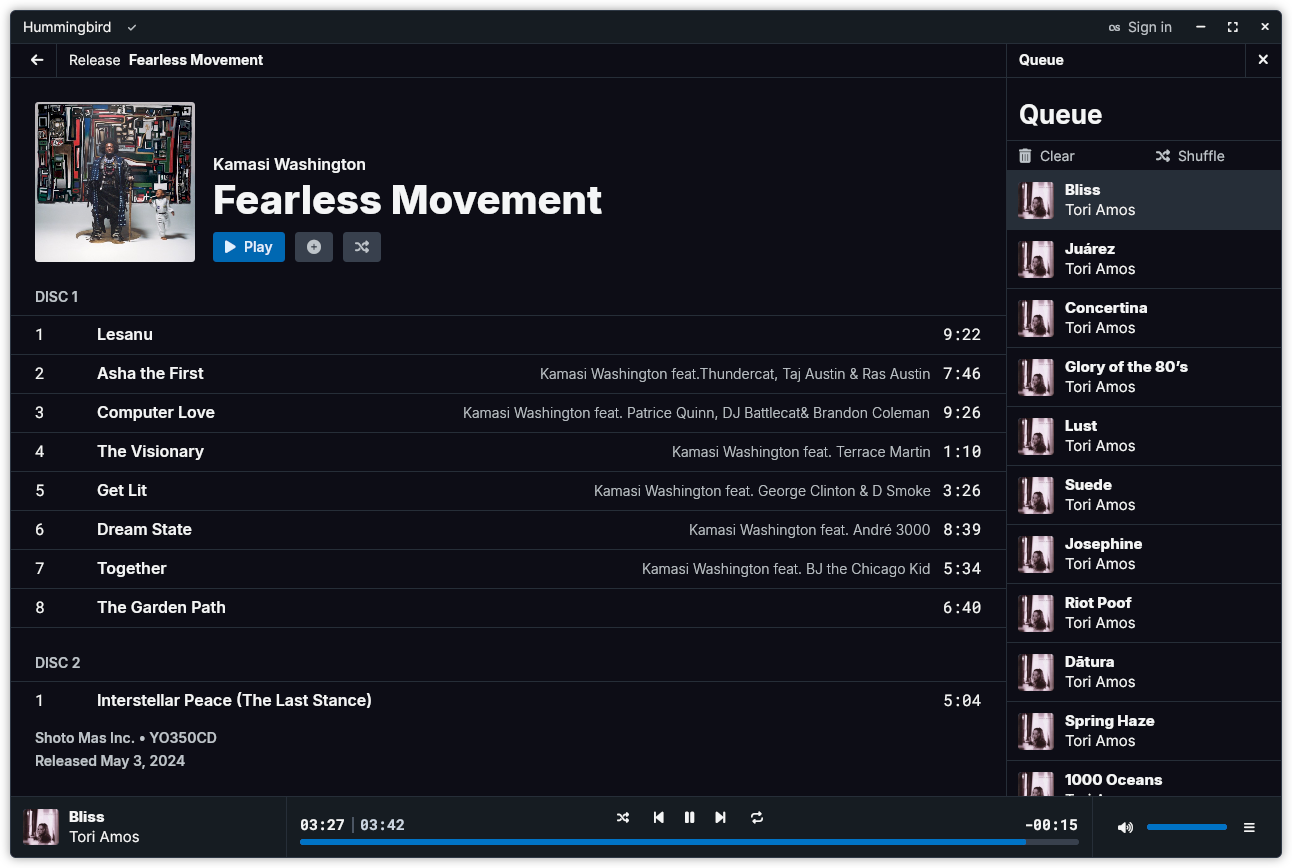 Hummingbird
Sign in
Release Fearless Movement
Queue
Kamasi Washington
Fearless Movement
Play
DISC 1
1 Lesanu 9:22
2 Asha the First Kamasi Washington feat.Thundercat, Taj Austin & Ras Austin 7:46
3 Computer Love Kamasi Washington feat. Patrice Quinn, DJ Battlecat& Brandon Coleman 9:26
4 The Visionary Kamasi Washington feat. Terrace Martin 1:10
5 Get Lit Kamasi Washington feat. George Clinton & D Smoke 3:26
6 Dream State Kamasi Washington feat. André 3000 8:39
7 Together Kamasi Washington feat. BJ the Chicago Kid 5:34
8 The Garden Path 6:40
DISC 2
1 Interstellar Peace (The Last Stance) 5:04
Shoto Mas Inc. • YO350CD
Released May 3, 2024
Queue
Clear Shuffle
Bliss
Tori Amos
Juárez
Tori Amos
Concertina
Tori Amos
Glory of the 80’s
Tori Amos
Lust
Tori Amos
Suede
Tori Amos
Josephine
Tori Amos
Riot Poof
Tori Amos
Dātura
Tori Amos
Spring Haze
Tori Amos
1000 Oceans
Bliss
Tori Amos
03:27 | 03:42
-00:15